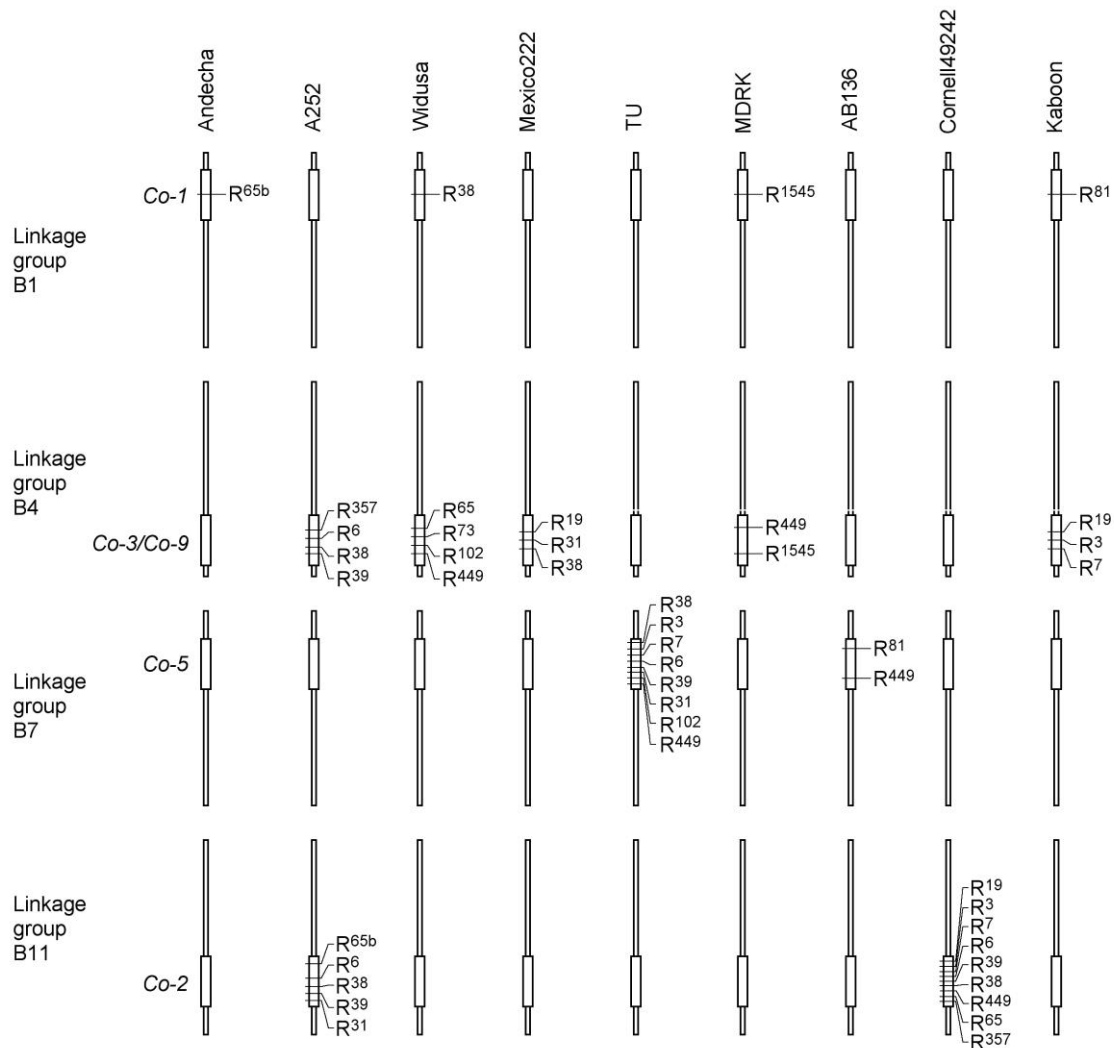 Andecha
A252
Widusa
Mexico222
TU
MDRK
AB136
Cornell49242
Kaboon
Linkage
group
B1
Co-1
R65b
R38
R1545
R81
Linkage
group
B4
Co-3/Co-9
R357
R6
R38
R39
R65
R73
R102
R449
R19
R31
R38
R449
R1545
R19
R3
R7
Linkage
group
B7
Co-5
R38
R3
R7
R6
R39
R31
R102
R449
R81
R449
Linkage
group
B11
Co-2
R65b
R6
R38
R39
R31
R19
R3
R7
R6
R39
R38
R449
R65
R357